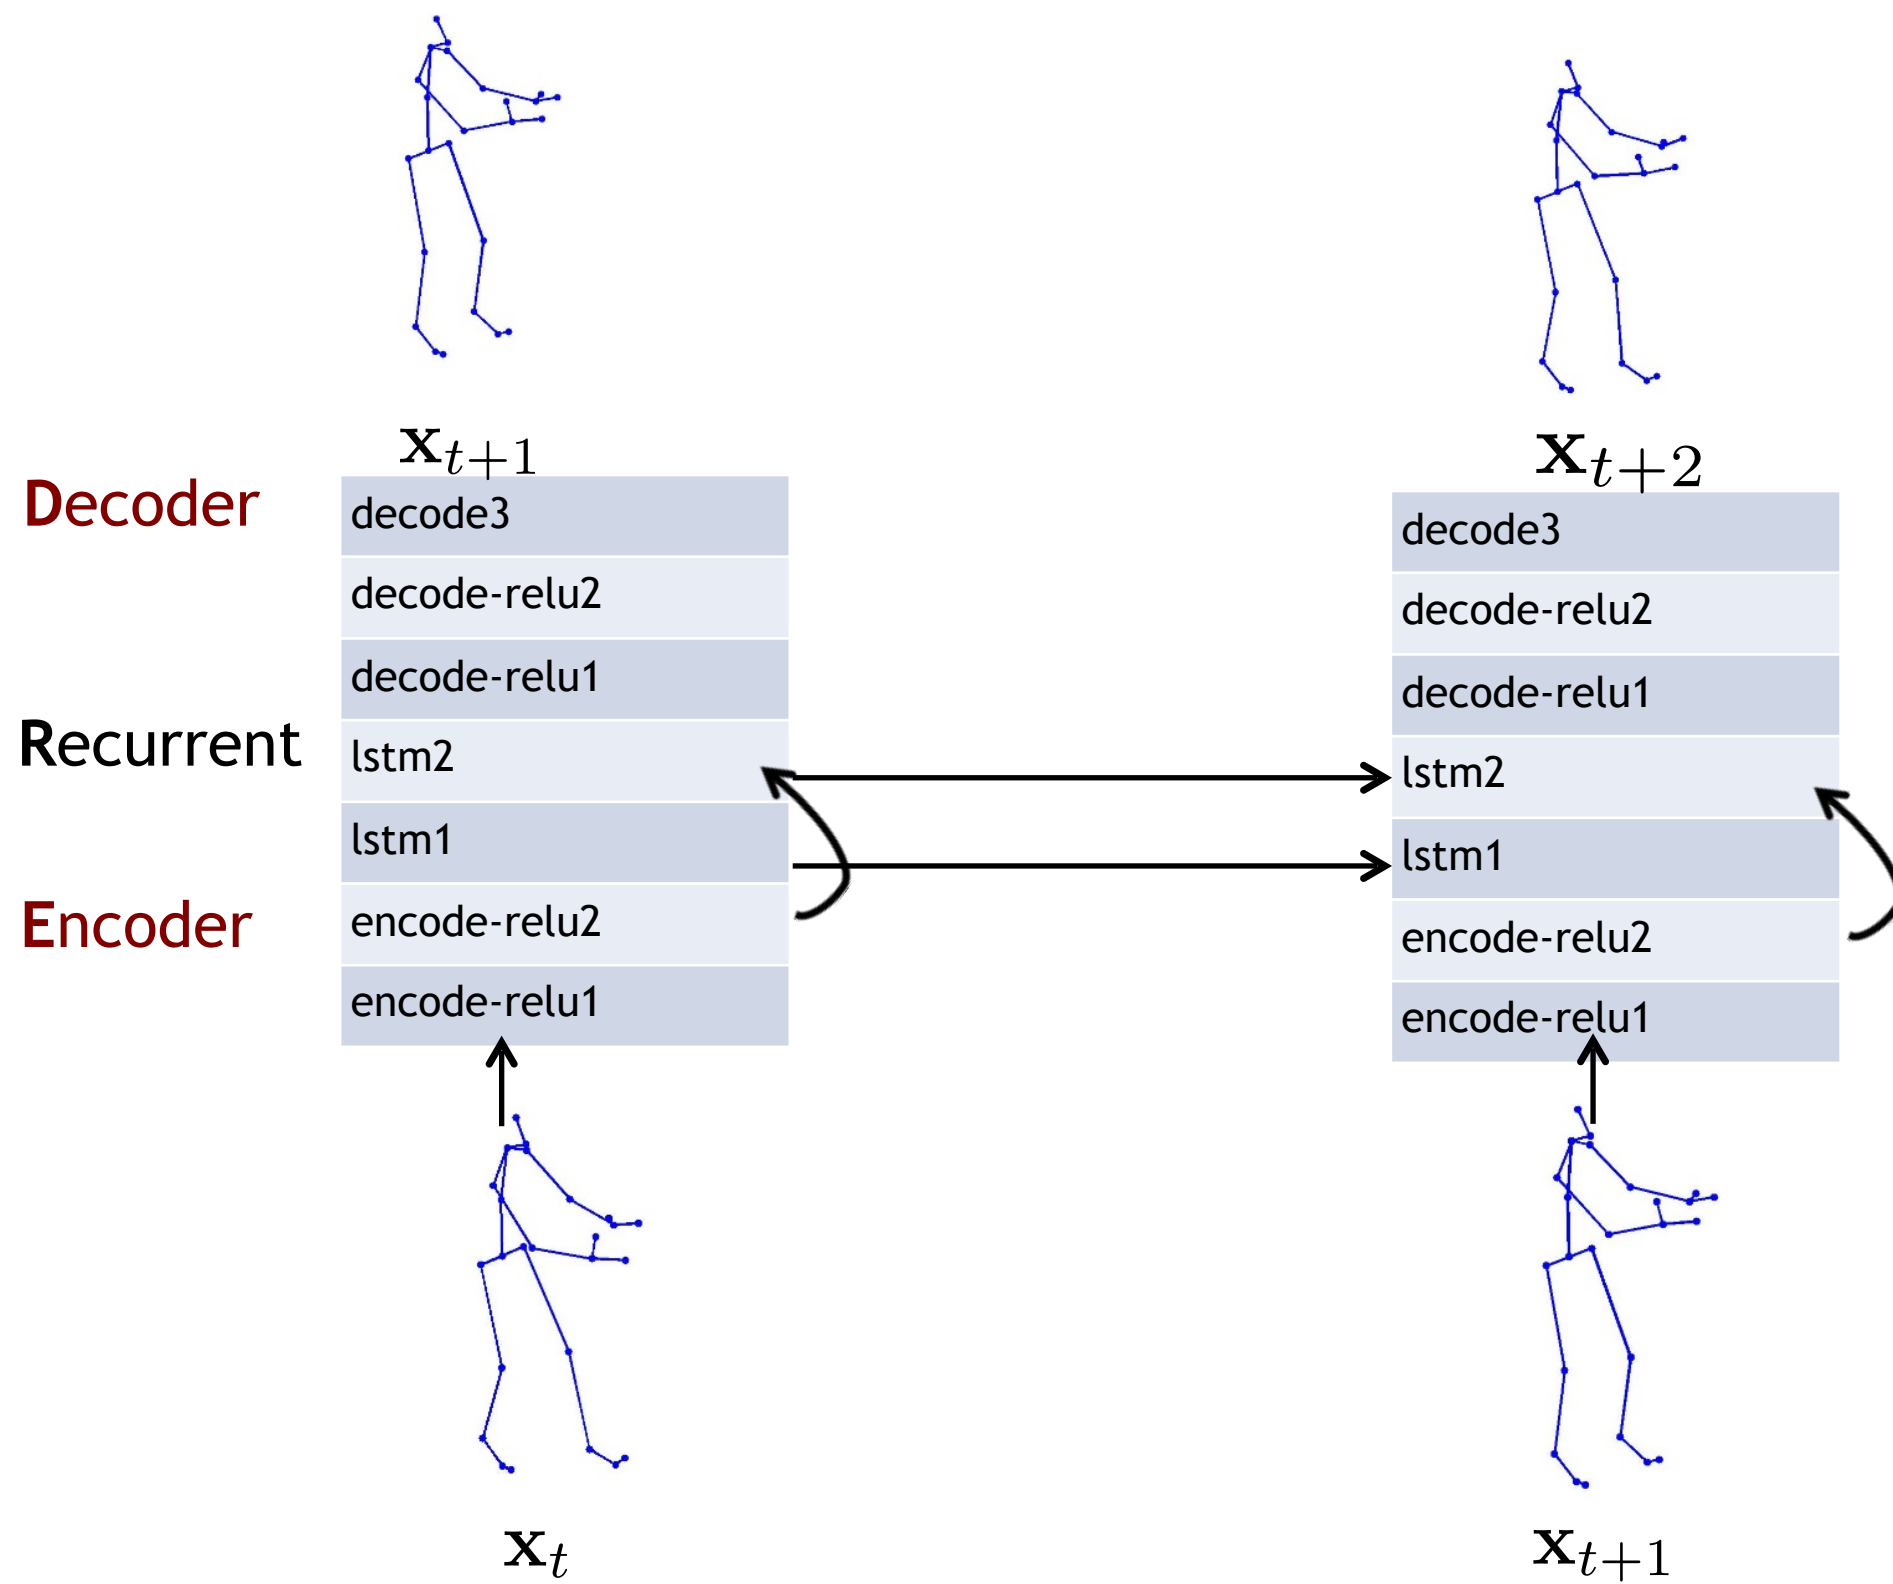 x_{t+1}
x_{t+2}
Decoder
decode3
decode-relu2
decode-relu1
Recurrent
lstm2
lstm1
Encoder
encode-relu2
encode-relu1
decode3
decode-relu2
decode-relu1
lstm2
lstm1
encode-relu2
encode-relu1
x_t
x_{t+1}